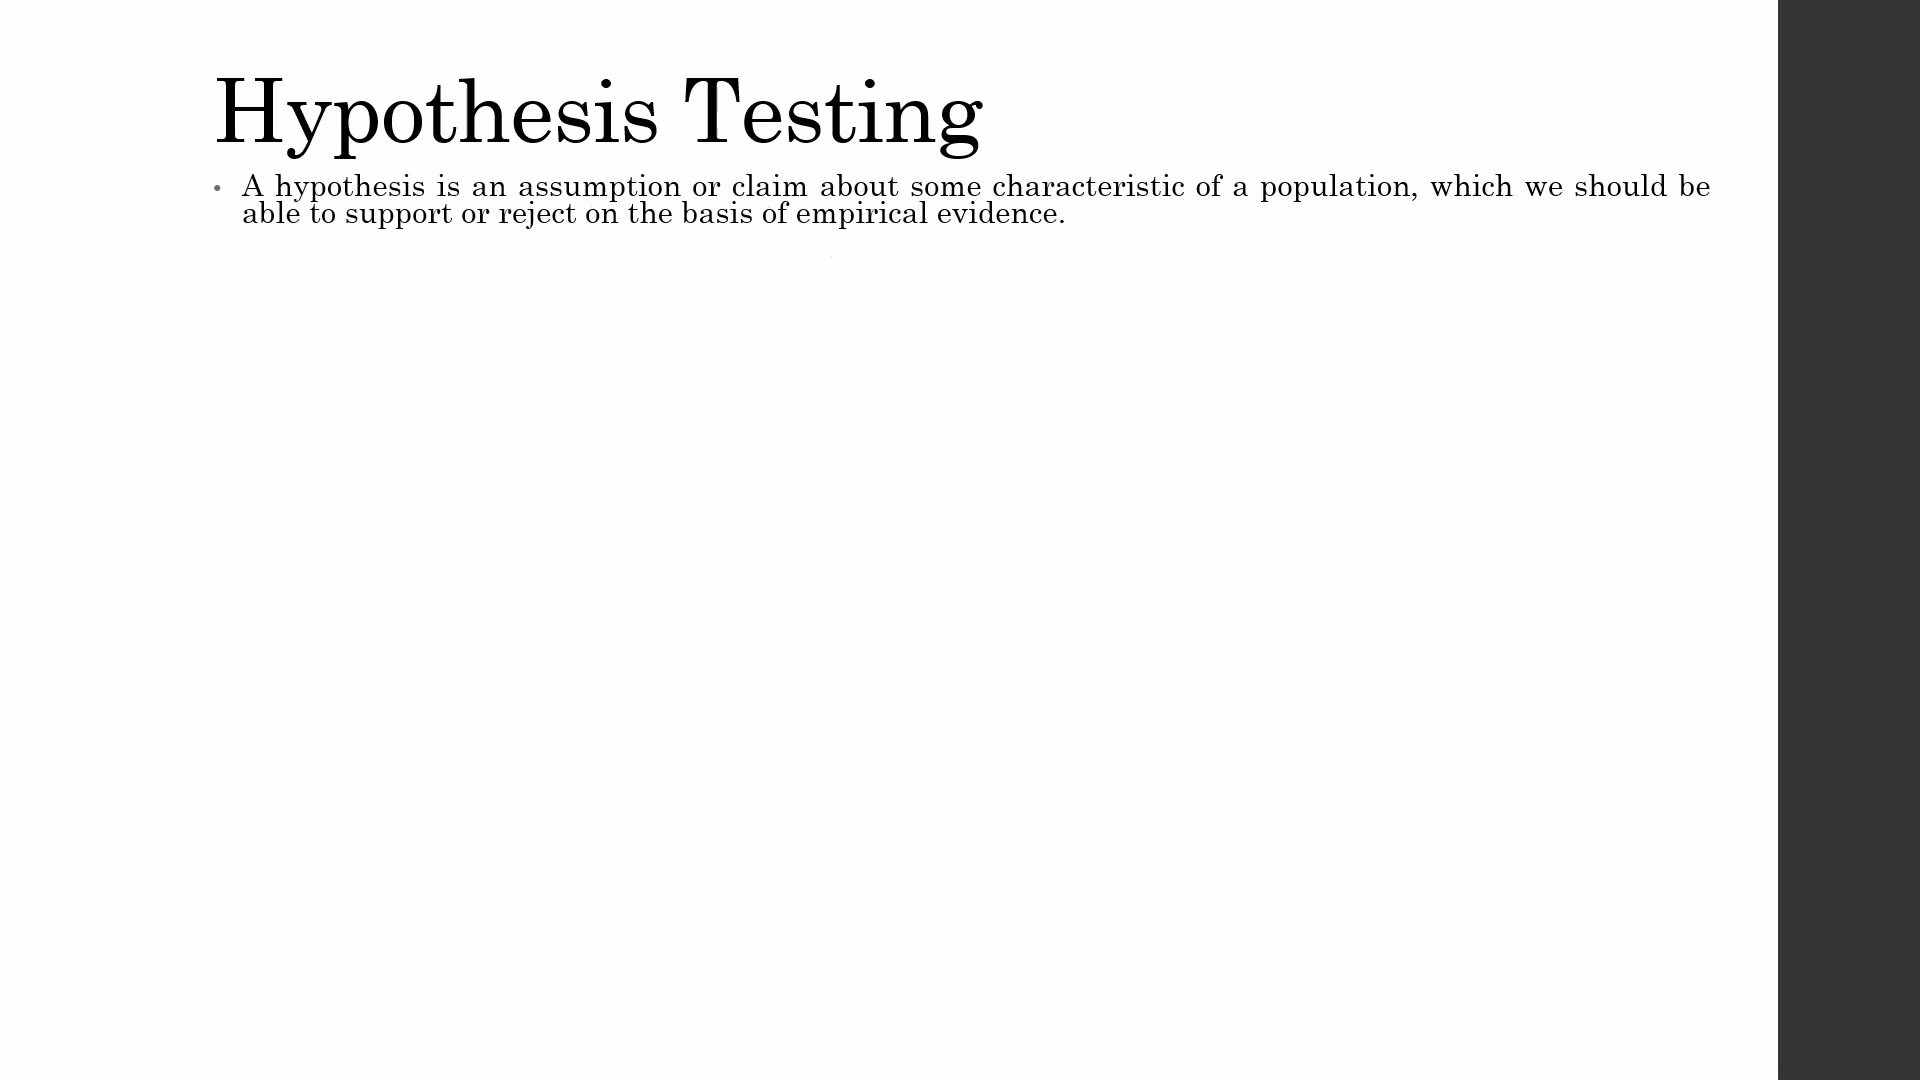 Hypothesis Testing
• A hypothesis is an assumption or claim about some characteristic of a population, which we should be
able to support or reject on the basis of empirical evidence.